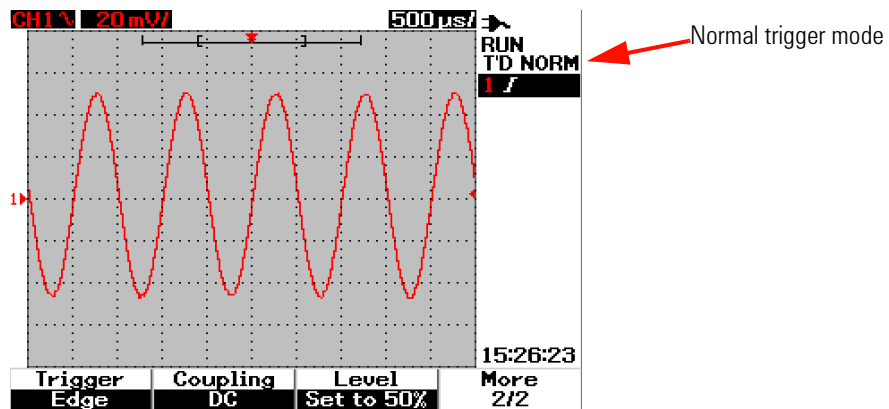 CH1 20 mV/ 500 µs/
RUN
T'D NORM
1
Normal trigger mode
1
15:26:23
Trigger Coupling Level More
Edge DC Set to 50% 2/2